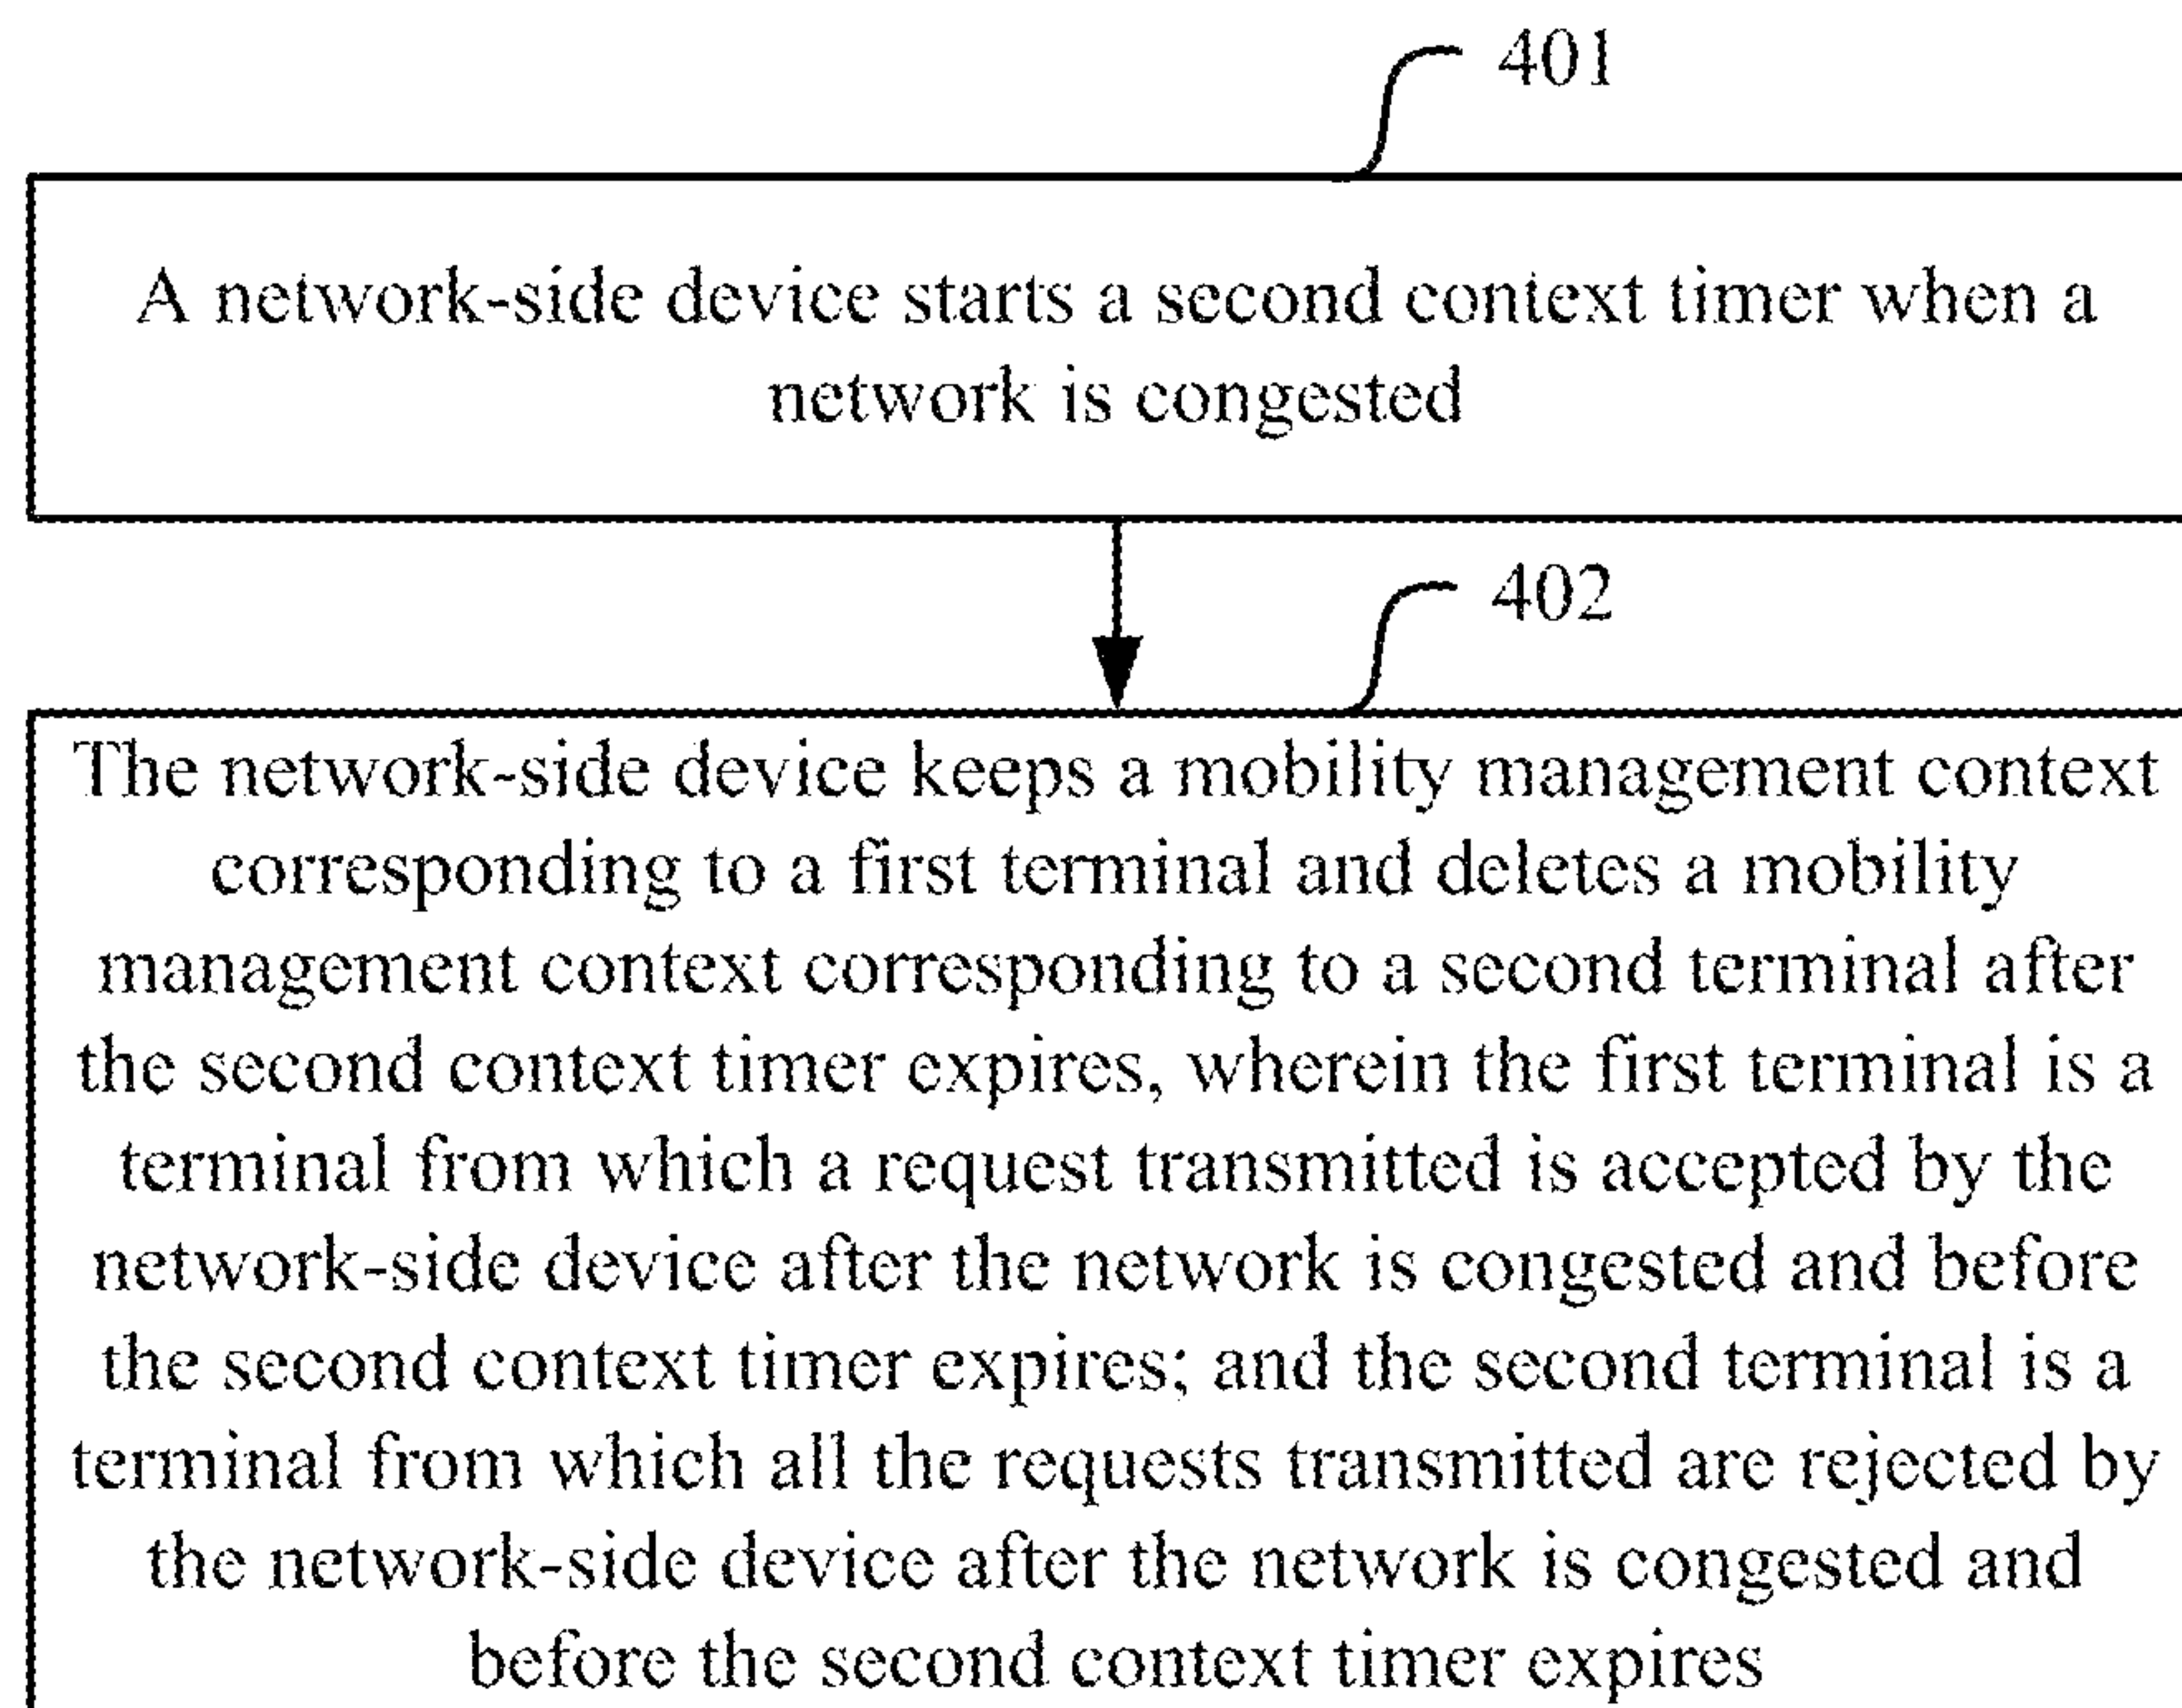 401
A network-side device starts a second context timer when a
network is congested
402
The network-side device keeps a mobility management context
corresponding to a first terminal and deletes a mobility
management context corresponding to a second terminal after
the second context timer expires, wherein the first terminal is a
terminal from which a request transmitted is accepted by the
network-side device after the network is congested and before
the second context timer expires; and the second terminal is a
terminal from which all the requests transmitted are rejected by
the network-side device after the network is congested and
before the second context timer expires